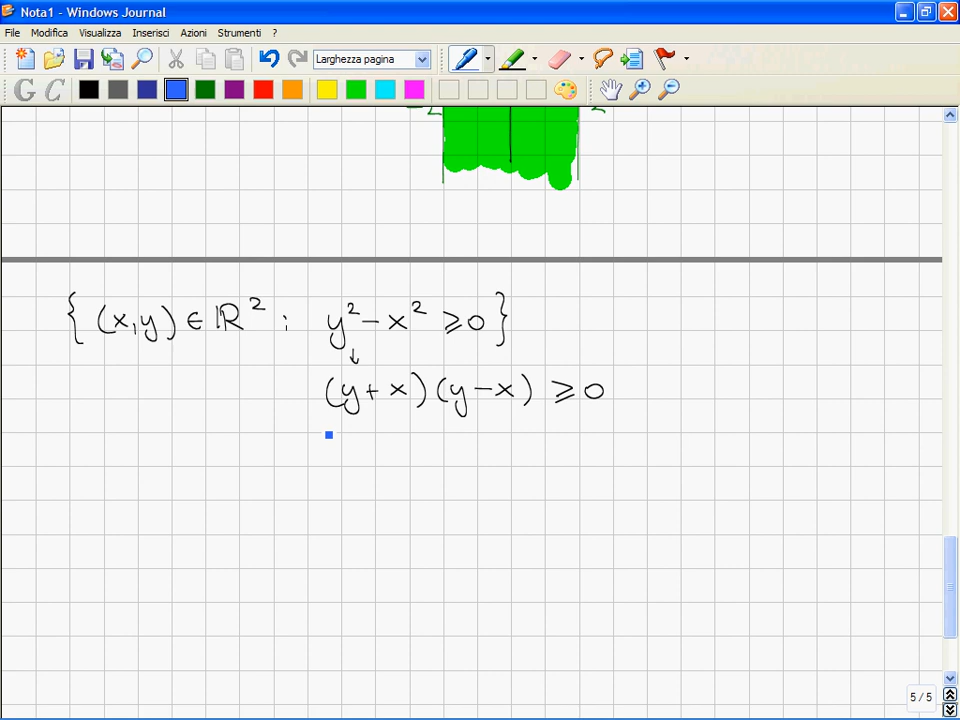 Nota1 - Windows Journal
File Modifica Visualizza Inserisci Azioni Strumenti ?
Larghezza pagina
G C
{ (x,y) ∈ ℝ² : y² - x² ≥ 0 }
↓
(y + x) (y - x) ≥ 0
5 / 5